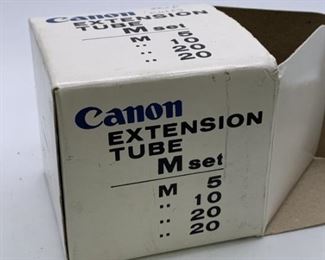 Canon
EXTENSION
TUBE M set
M 5
" 10
" 20
" 20
Canon
EXTENSION
TUBE
M set
M 5
" 10
" 20
" 20